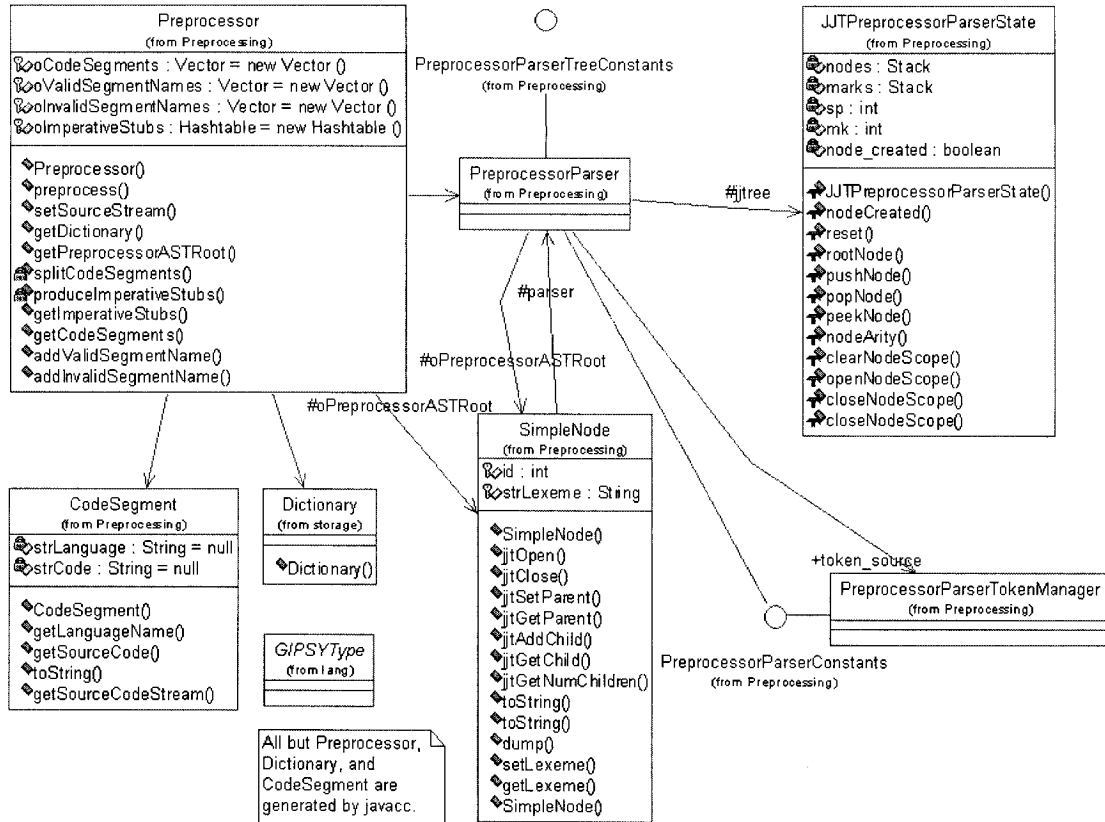 Preprocessor
(from Preprocessing)
oCodeSegments : Vector = new Vector ()
oValidSegmentNames : Vector = new Vector ()
oInvalidSegmentNames : Vector = new Vector ()
oImperativeStubs : Hashtable = new Hashtable ()
Preprocessor()
preprocess()
setSourceStream()
getDictionary()
getPreprocessorASTRoot()
splitCodeSegments()
produceImperativeStubs()
getImperativeStubs()
getCodeSegments()
addValidSegmentName()
addInvalidSegmentName()
PreprocessorParserTreeConstants
(from Preprocessing)
PreprocessorParser
(from Preprocessing)
#jjtree
JJTPreprocessorParserState
(from Preprocessing)
nodes : Stack
marks : Stack
sp : int
mk : int
node_created : boolean
JJTPreprocessorParserState()
nodeCreated()
reset()
rootNode()
pushNode()
popNode()
peekNode()
nodeArity()
clearNodeScope()
openNodeScope()
closeNodeScope()
closeNodeScope()
#parser
#oPreprocessorASTRoot
#oPreprocessorASTRoot
CodeSegment
(from Preprocessing)
strLanguage : String = null
strCode : String = null
CodeSegment()
getLanguageName()
getSourceCode()
toString()
getSourceCodeStream()
Dictionary
(from storage)
Dictionary()
GIPSYType
(from lang)
All but Preprocessor,
Dictionary, and
CodeSegment are
generated by javacc.
SimpleNode
(from Preprocessing)
id : int
strLexeme : String
SimpleNode()
jjtOpen()
jjtClose()
jjtSetParent()
jjtGetParent()
jjtAddChild()
jjtGetChild()
jjtGetNumChildren()
toString()
toString()
dump()
setLexeme()
getLexeme()
SimpleNode()
+token_source
PreprocessorParserTokenManager
(from Preprocessing)
PreprocessorParserConstants
(from Preprocessing)